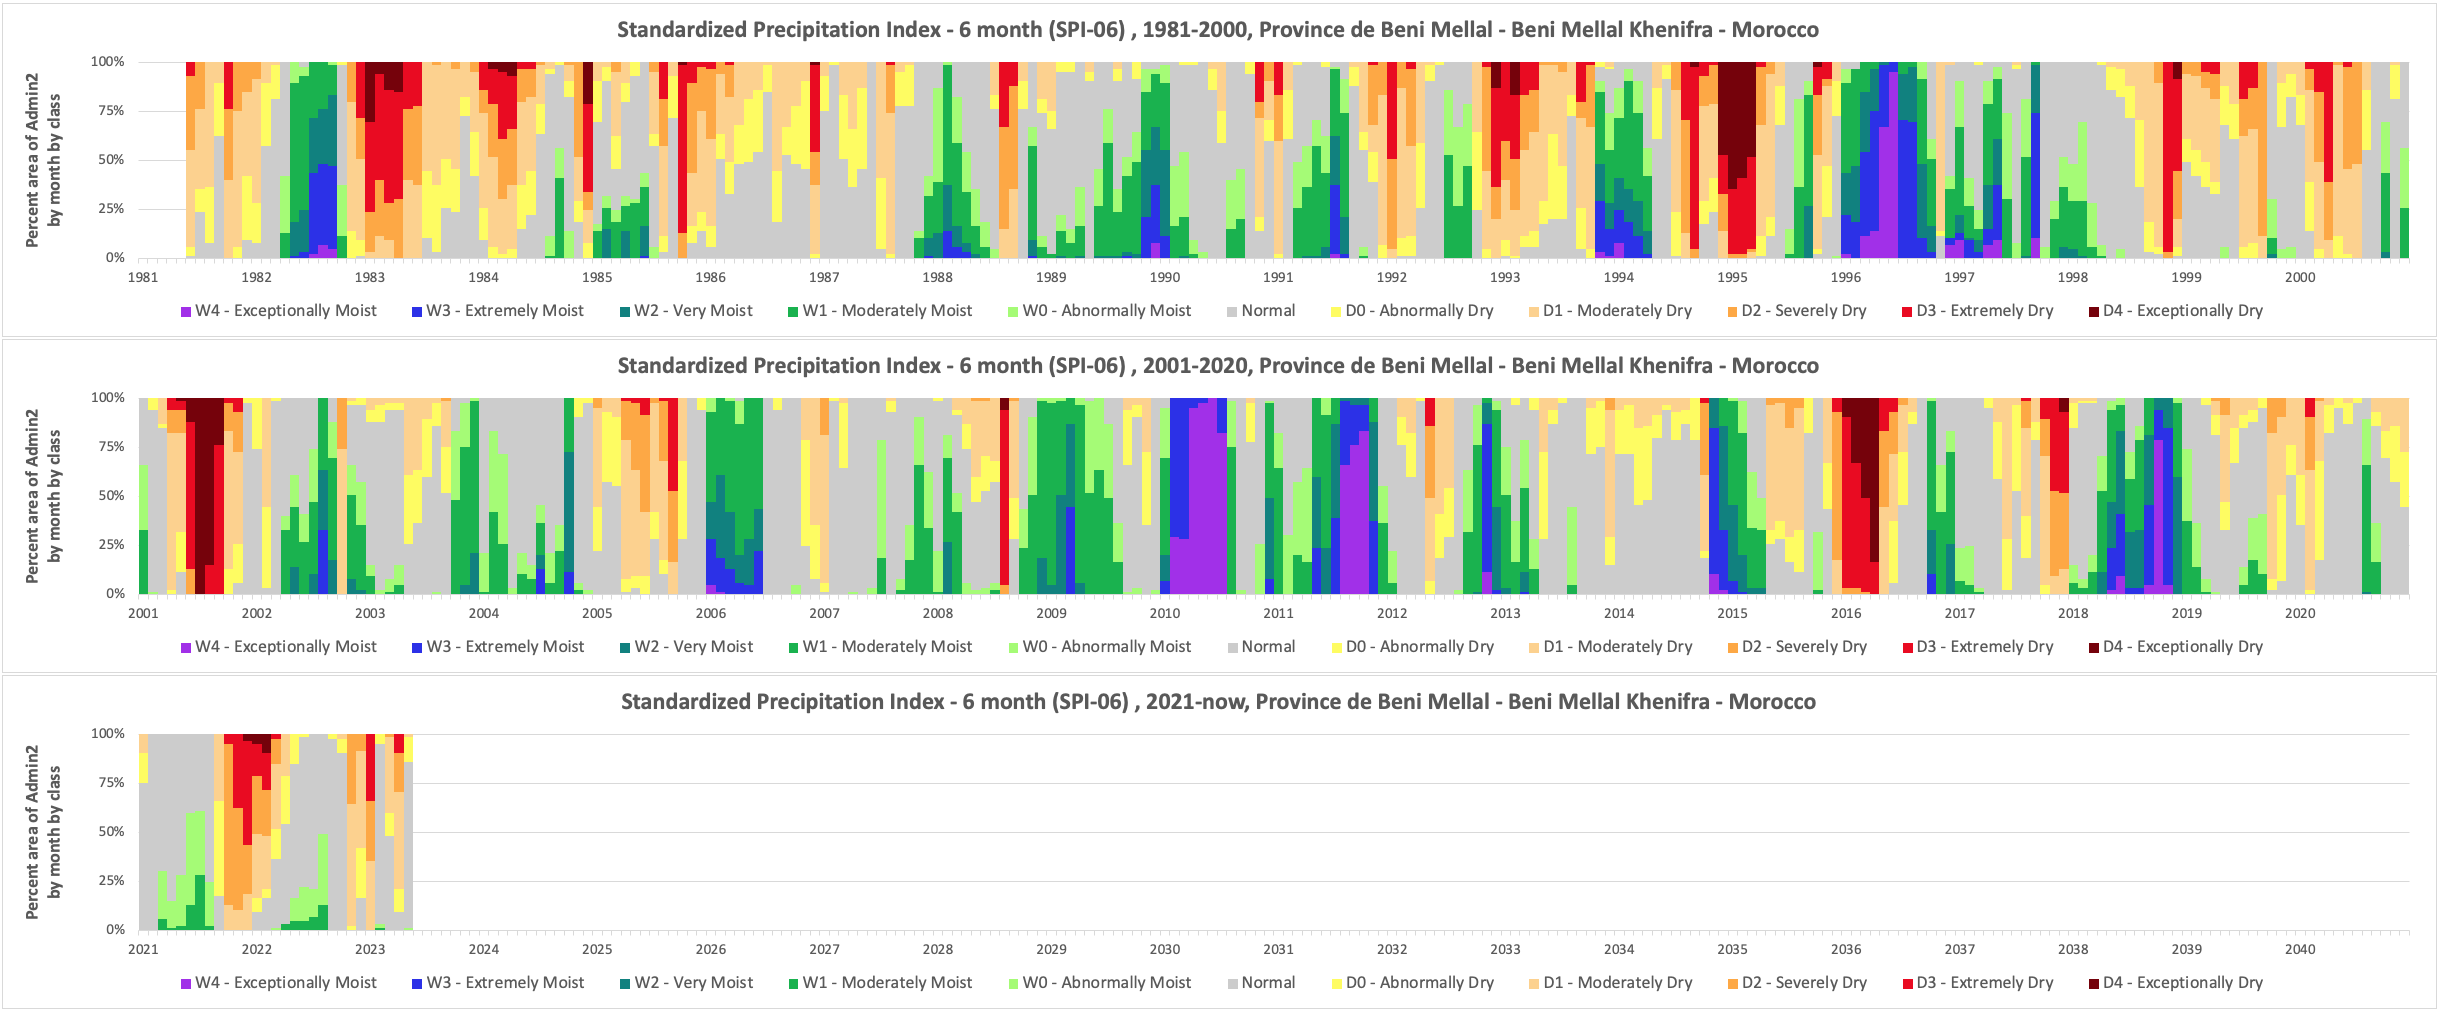 Standardized Precipitation Index - 6 month (SPI-06) , 1981-2000, Province de Beni Mellal - Beni Mellal Khenifra - Morocco
Percent area of Admin2
by month by class
100%
75%
50%
25%
0%
1981 1982 1983 1984 1985 1986 1987 1988 1989 1990 1991 1992 1993 1994 1995 1996 1997 1998 1999 2000
W4 - Exceptionally Moist W3 - Extremely Moist W2 - Very Moist W1 - Moderately Moist W0 - Abnormally Moist Normal D0 - Abnormally Dry D1 - Moderately Dry D2 - Severely Dry D3 - Extremely Dry D4 - Exceptionally Dry
Standardized Precipitation Index - 6 month (SPI-06) , 2001-2020, Province de Beni Mellal - Beni Mellal Khenifra - Morocco
Percent area of Admin2
by month by class
100%
75%
50%
25%
0%
2001 2002 2003 2004 2005 2006 2007 2008 2009 2010 2011 2012 2013 2014 2015 2016 2017 2018 2019 2020
W4 - Exceptionally Moist W3 - Extremely Moist W2 - Very Moist W1 - Moderately Moist W0 - Abnormally Moist Normal D0 - Abnormally Dry D1 - Moderately Dry D2 - Severely Dry D3 - Extremely Dry D4 - Exceptionally Dry
Standardized Precipitation Index - 6 month (SPI-06) , 2021-now, Province de Beni Mellal - Beni Mellal Khenifra - Morocco
Percent area of Admin2
by month by class
100%
75%
50%
25%
0%
2021 2022 2023 2024 2025 2026 2027 2028 2029 2030 2031 2032 2033 2034 2035 2036 2037 2038 2039 2040
W4 - Exceptionally Moist W3 - Extremely Moist W2 - Very Moist W1 - Moderately Moist W0 - Abnormally Moist Normal D0 - Abnormally Dry D1 - Moderately Dry D2 - Severely Dry D3 - Extremely Dry D4 - Exceptionally Dry